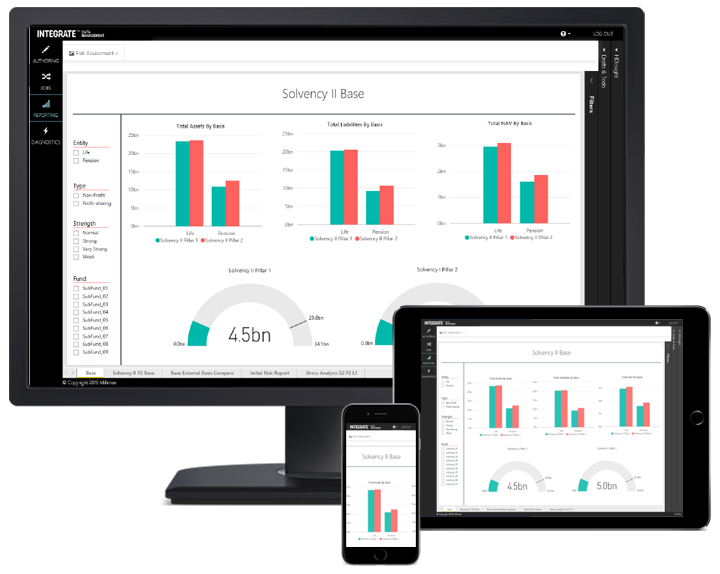 INTEGRATE™ DATA MANAGEMENT
LOG OUT
AUTHORING
JOBS
REPORTING
DIAGNOSTICS
Risk Assessment
Drafts & Todo
HDInsight
Filters
Solvency II Base
Entity
Life
Pension
Type
Non-Profit
Profit-sharing
Strength
Normal
Strong
Very Strong
Weak
Fund
SubFund_01
SubFund_02
SubFund_03
SubFund_04
SubFund_05
SubFund_06
SubFund_07
SubFund_08
SubFund_09
Total Assets By Basis
25bn
20bn
15bn
10bn
5bn
0bn
Life Pension
Solvency II Pillar 1 Solvency II Pillar 2
Total Liabilities By Basis
25bn
20bn
15bn
10bn
5bn
0bn
Life Pension
Solvency II Pillar 1 Solvency II Pillar 2
Total NAV By Basis
3bn
2bn
1bn
0bn
Life Pension
Solvency II Pillar 1 Solvency II Pillar 2
Solvency II Pillar 1
4.5bn
0.0bn
29.6bn
34.1bn
Solvency I Pillar 2
0.0bn
Base Solvency II P2 Base Base External Basis Compare Initial Risk Report Stress Analysis S2 P2 L1
© Copyright 2016 Milliman
INTEGRATE
Solvency II Base
4.5bn
5.0bn
INTEGRATE
Solvency II Base